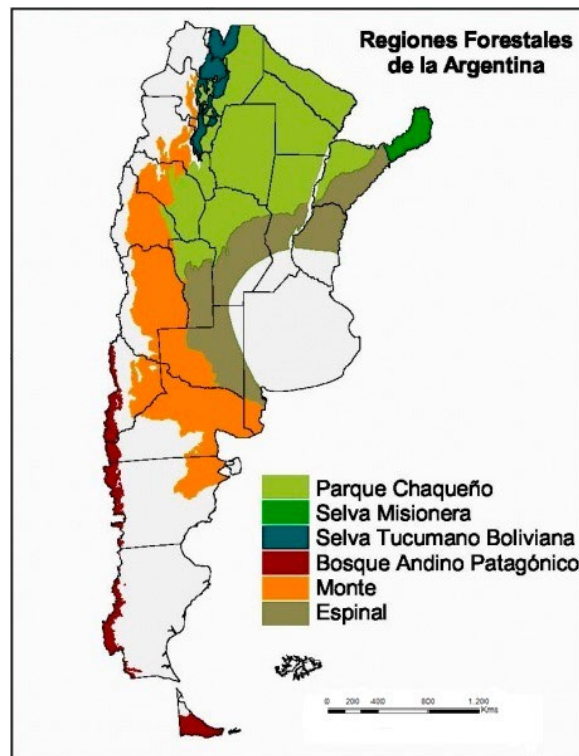 Regiones Forestales
de la Argentina
Parque Chaqueño
Selva Misionera
Selva Tucumano Boliviana
Bosque Andino Patagónico
Monte
Espinal
0 200 400 800 1.200
Kms